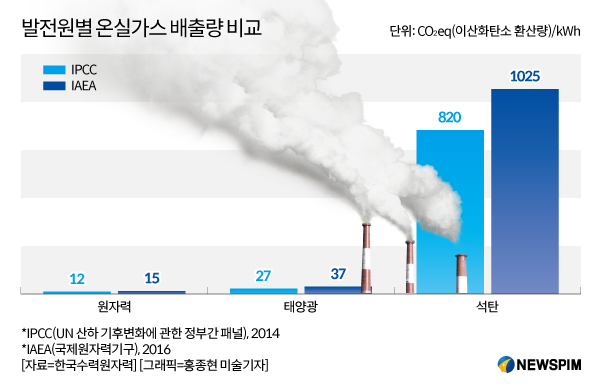 발전원별 온실가스 배출량 비교
단위: CO₂eq(이산화탄소 환산량)/kWh
IPCC
IAEA
12
15
27
37
820
1025
원자력
태양광
석탄
*IPCC(UN 산하 기후변화에 관한 정부간 패널), 2014
*IAEA(국제원자력기구), 2016
[자료=한국수력원자력] [그래픽=홍종현 미술기자]
NEWSPIM